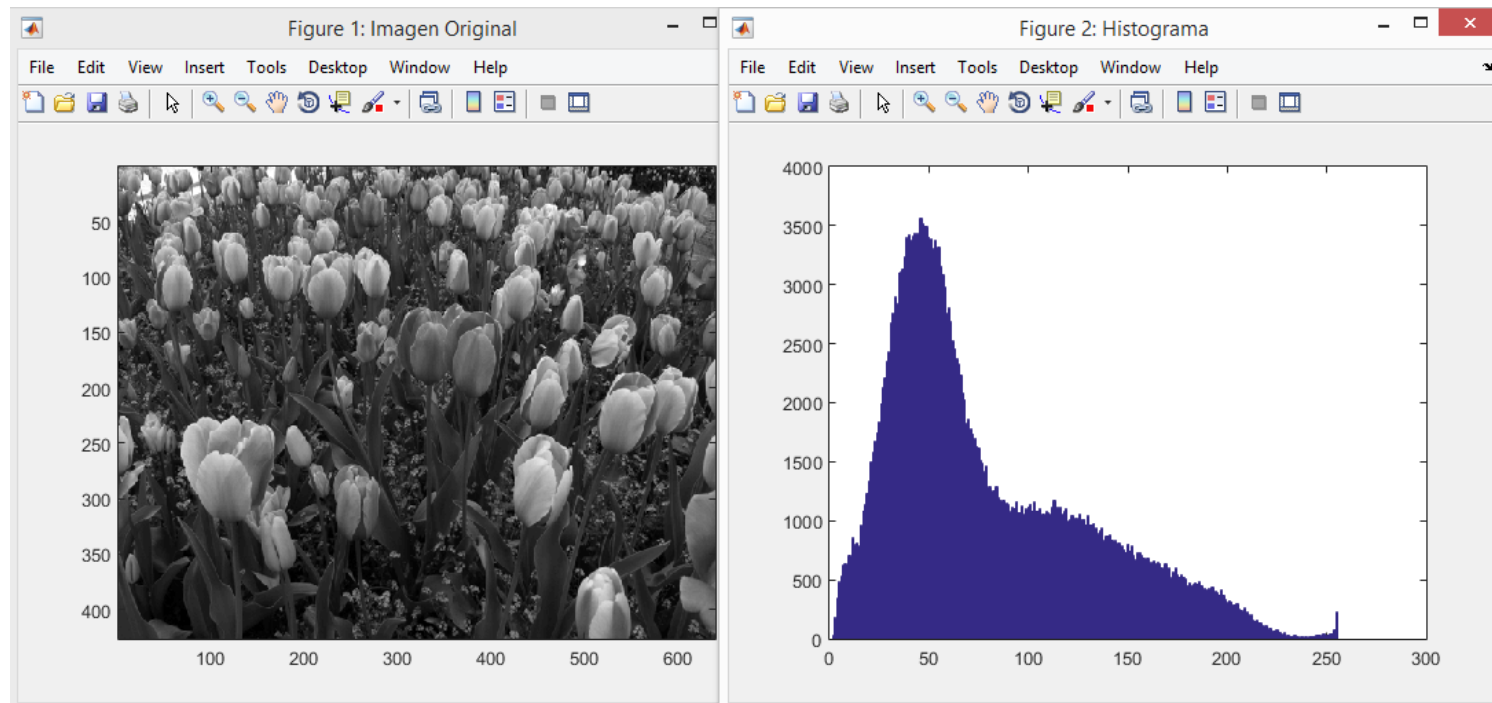 Figure 1: Imagen Original
File Edit View Insert Tools Desktop Window Help
50
100
150
200
250
300
350
400
100 200 300 400 500 600
Figure 2: Histograma
File Edit View Insert Tools Desktop Window Help
4000
3500
3000
2500
2000
1500
1000
500
0
0 50 100 150 200 250 300